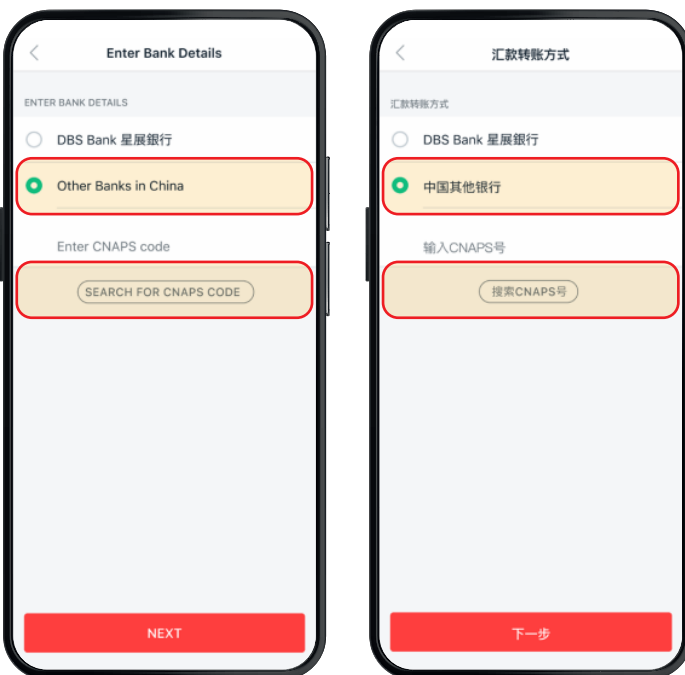 Enter Bank Details
ENTER BANK DETAILS
DBS Bank 星展銀行
Other Banks in China
Enter CNAPS code
SEARCH FOR CNAPS CODE
NEXT
汇款转账方式
汇款转账方式
DBS Bank 星展銀行
中国其他银行
输入CNAPS号
搜索CNAPS号
下一步